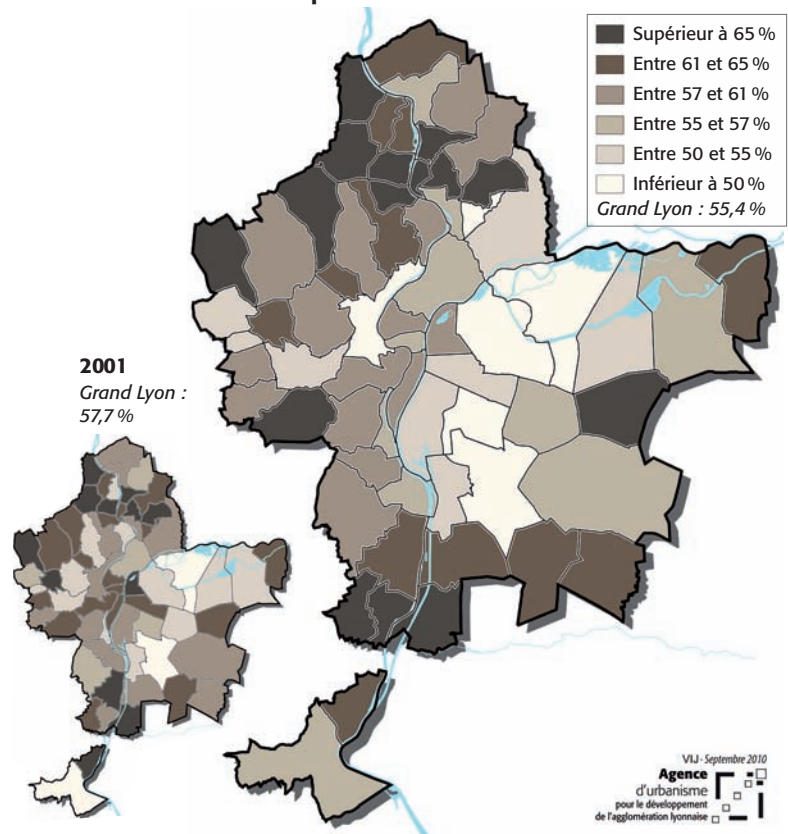 Supérieur à 65 %
Entre 61 et 65 %
Entre 57 et 61 %
Entre 55 et 57 %
Entre 50 et 55 %
Inférieur à 50 %
Grand Lyon : 55,4 %
2001
Grand Lyon :
57,7 %
VIJ - Septembre 2010
Agence
d'urbanisme
pour le développement
de l'agglomération lyonnaise